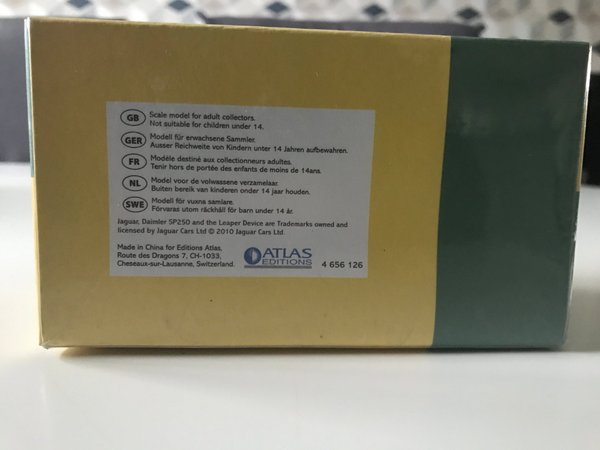 GB Scale model for adult collectors.
Not suitable for children under 14.
GER Modell für erwachsene Sammler.
Ausser Reichweite von Kindern unter 14 Jahren aufbewahren.
FR Modèle destiné aux collectionneurs adultes.
Tenir hors de portée des enfants de moins de 14ans.
NL Model voor de volwassene verzamelaar.
Buiten bereik van kinderen onder 14 jaar houden.
SWE Modell för vuxna samlare.
Förvaras utom räckhåll för barn under 14 år.
Jaguar, Daimler SP250 and the Leaper Device are Trademarks owned and
licensed by Jaguar Cars Ltd © 2010 Jaguar Cars Ltd.
Made in China for Editions Atlas,
Route des Dragons 7, CH-1033,
Cheseaux-sur-Lausanne, Switzerland.
ATLAS
EDITIONS
4 656 126